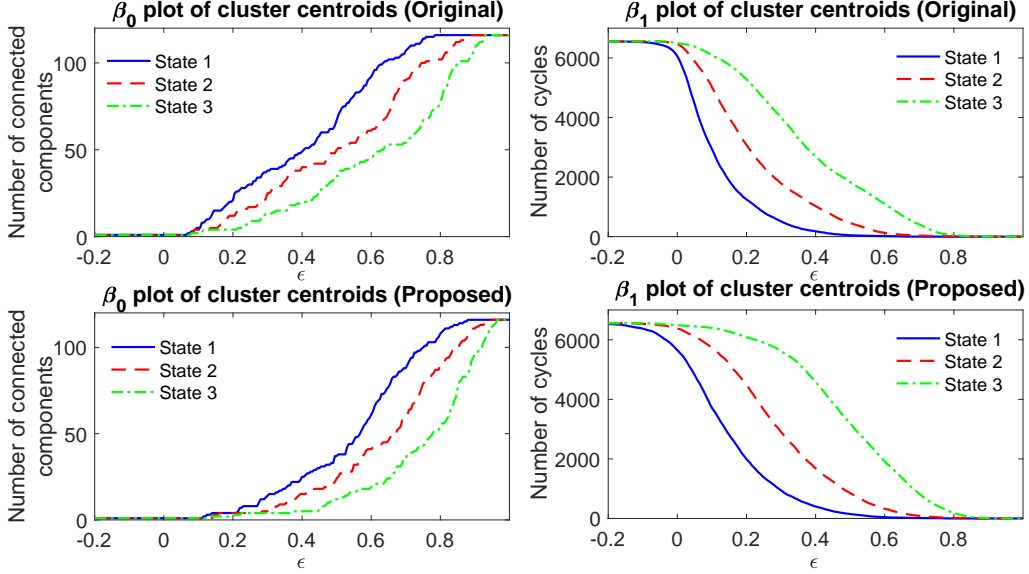 β0 plot of cluster centroids (Original)
Number of connected
components
100
50
0
State 1
State 2
State 3
-0.2 0 0.2 0.4 0.6 0.8
ϵ
β1 plot of cluster centroids (Original)
Number of cycles
6000
4000
2000
0
State 1
State 2
State 3
-0.2 0 0.2 0.4 0.6 0.8
ϵ
β0 plot of cluster centroids (Proposed)
Number of connected
components
100
50
0
State 1
State 2
State 3
-0.2 0 0.2 0.4 0.6 0.8
ϵ
β1 plot of cluster centroids (Proposed)
Number of cycles
6000
4000
2000
0
State 1
State 2
State 3
-0.2 0 0.2 0.4 0.6 0.8
ϵ